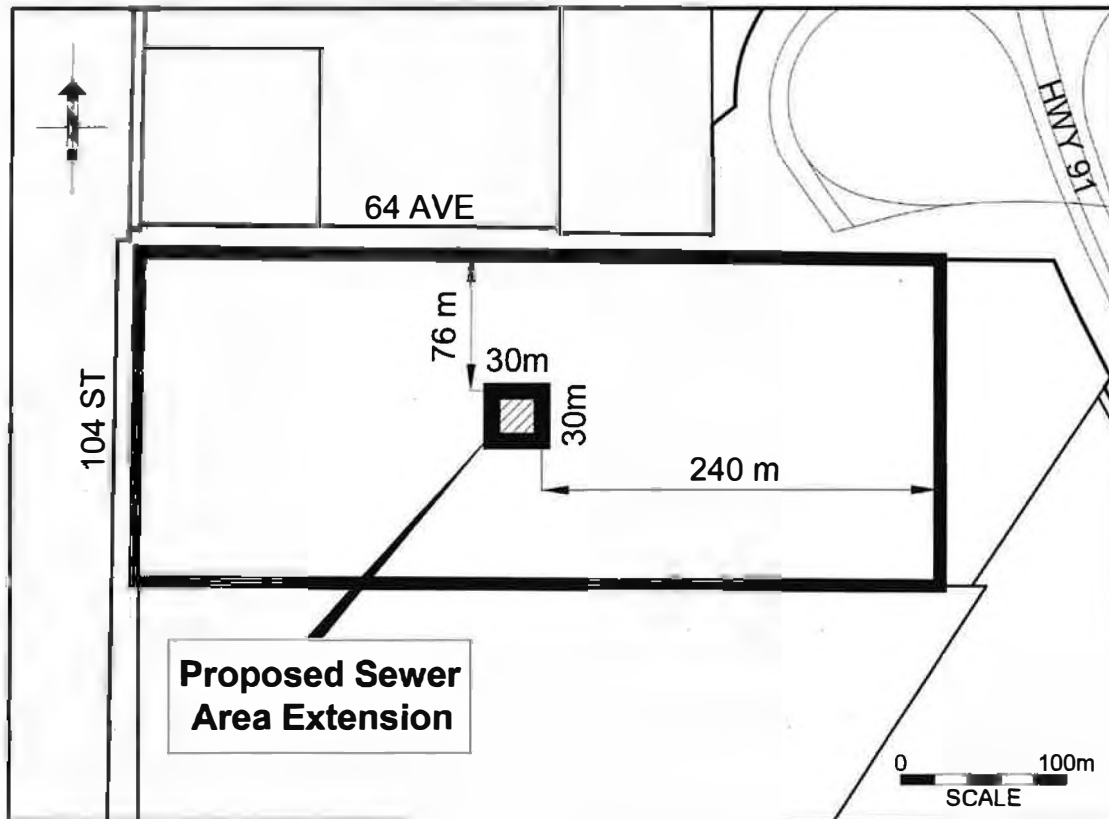 HWY 91
64 AVE
76 m
30m
30m
104 ST
240 m
Proposed Sewer
Area Extension
0 100m
SCALE